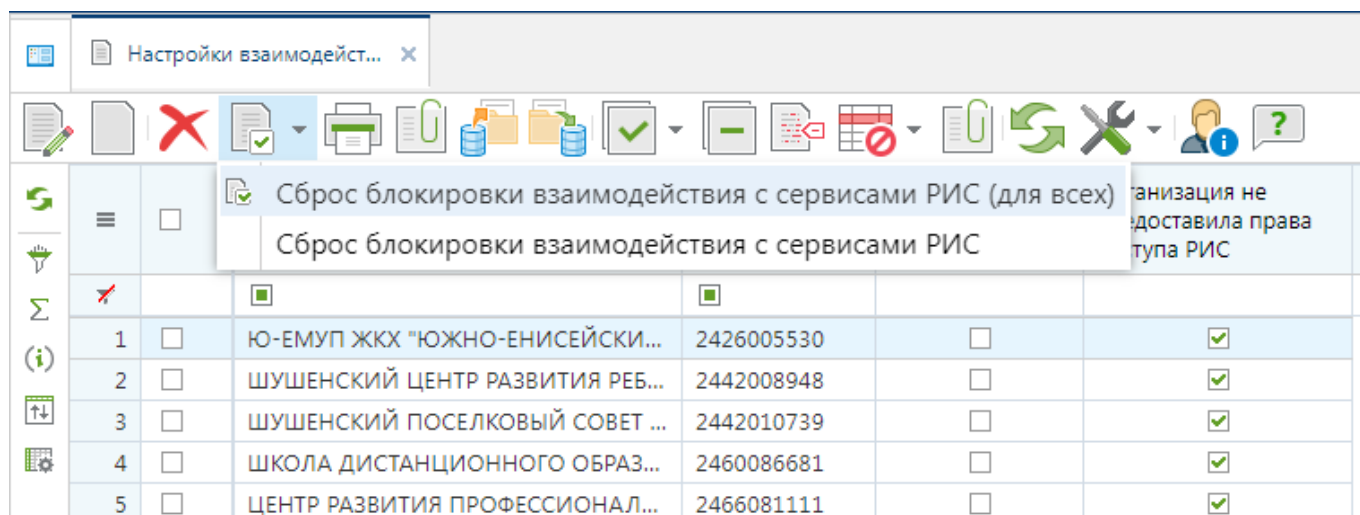 Настройки взаимодейст...
?
Сброс блокировки взаимодействия с сервисами РИС (для всех)
Сброс блокировки взаимодействия с сервисами РИС
анизация не
доставила права
тупа РИС
1 Ю-ЕМУП ЖКХ "ЮЖНО-ЕНИСЕЙСКИ... 2426005530
2 ШУШЕНСКИЙ ЦЕНТР РАЗВИТИЯ РЕБ... 2442008948
3 ШУШЕНСКИЙ ПОСЕЛКОВЫЙ СОВЕТ ... 2442010739
4 ШКОЛА ДИСТАНЦИОННОГО ОБРАЗ... 2460086681
5 ЦЕНТР РАЗВИТИЯ ПРОФЕССИОНАЛ... 2466081111